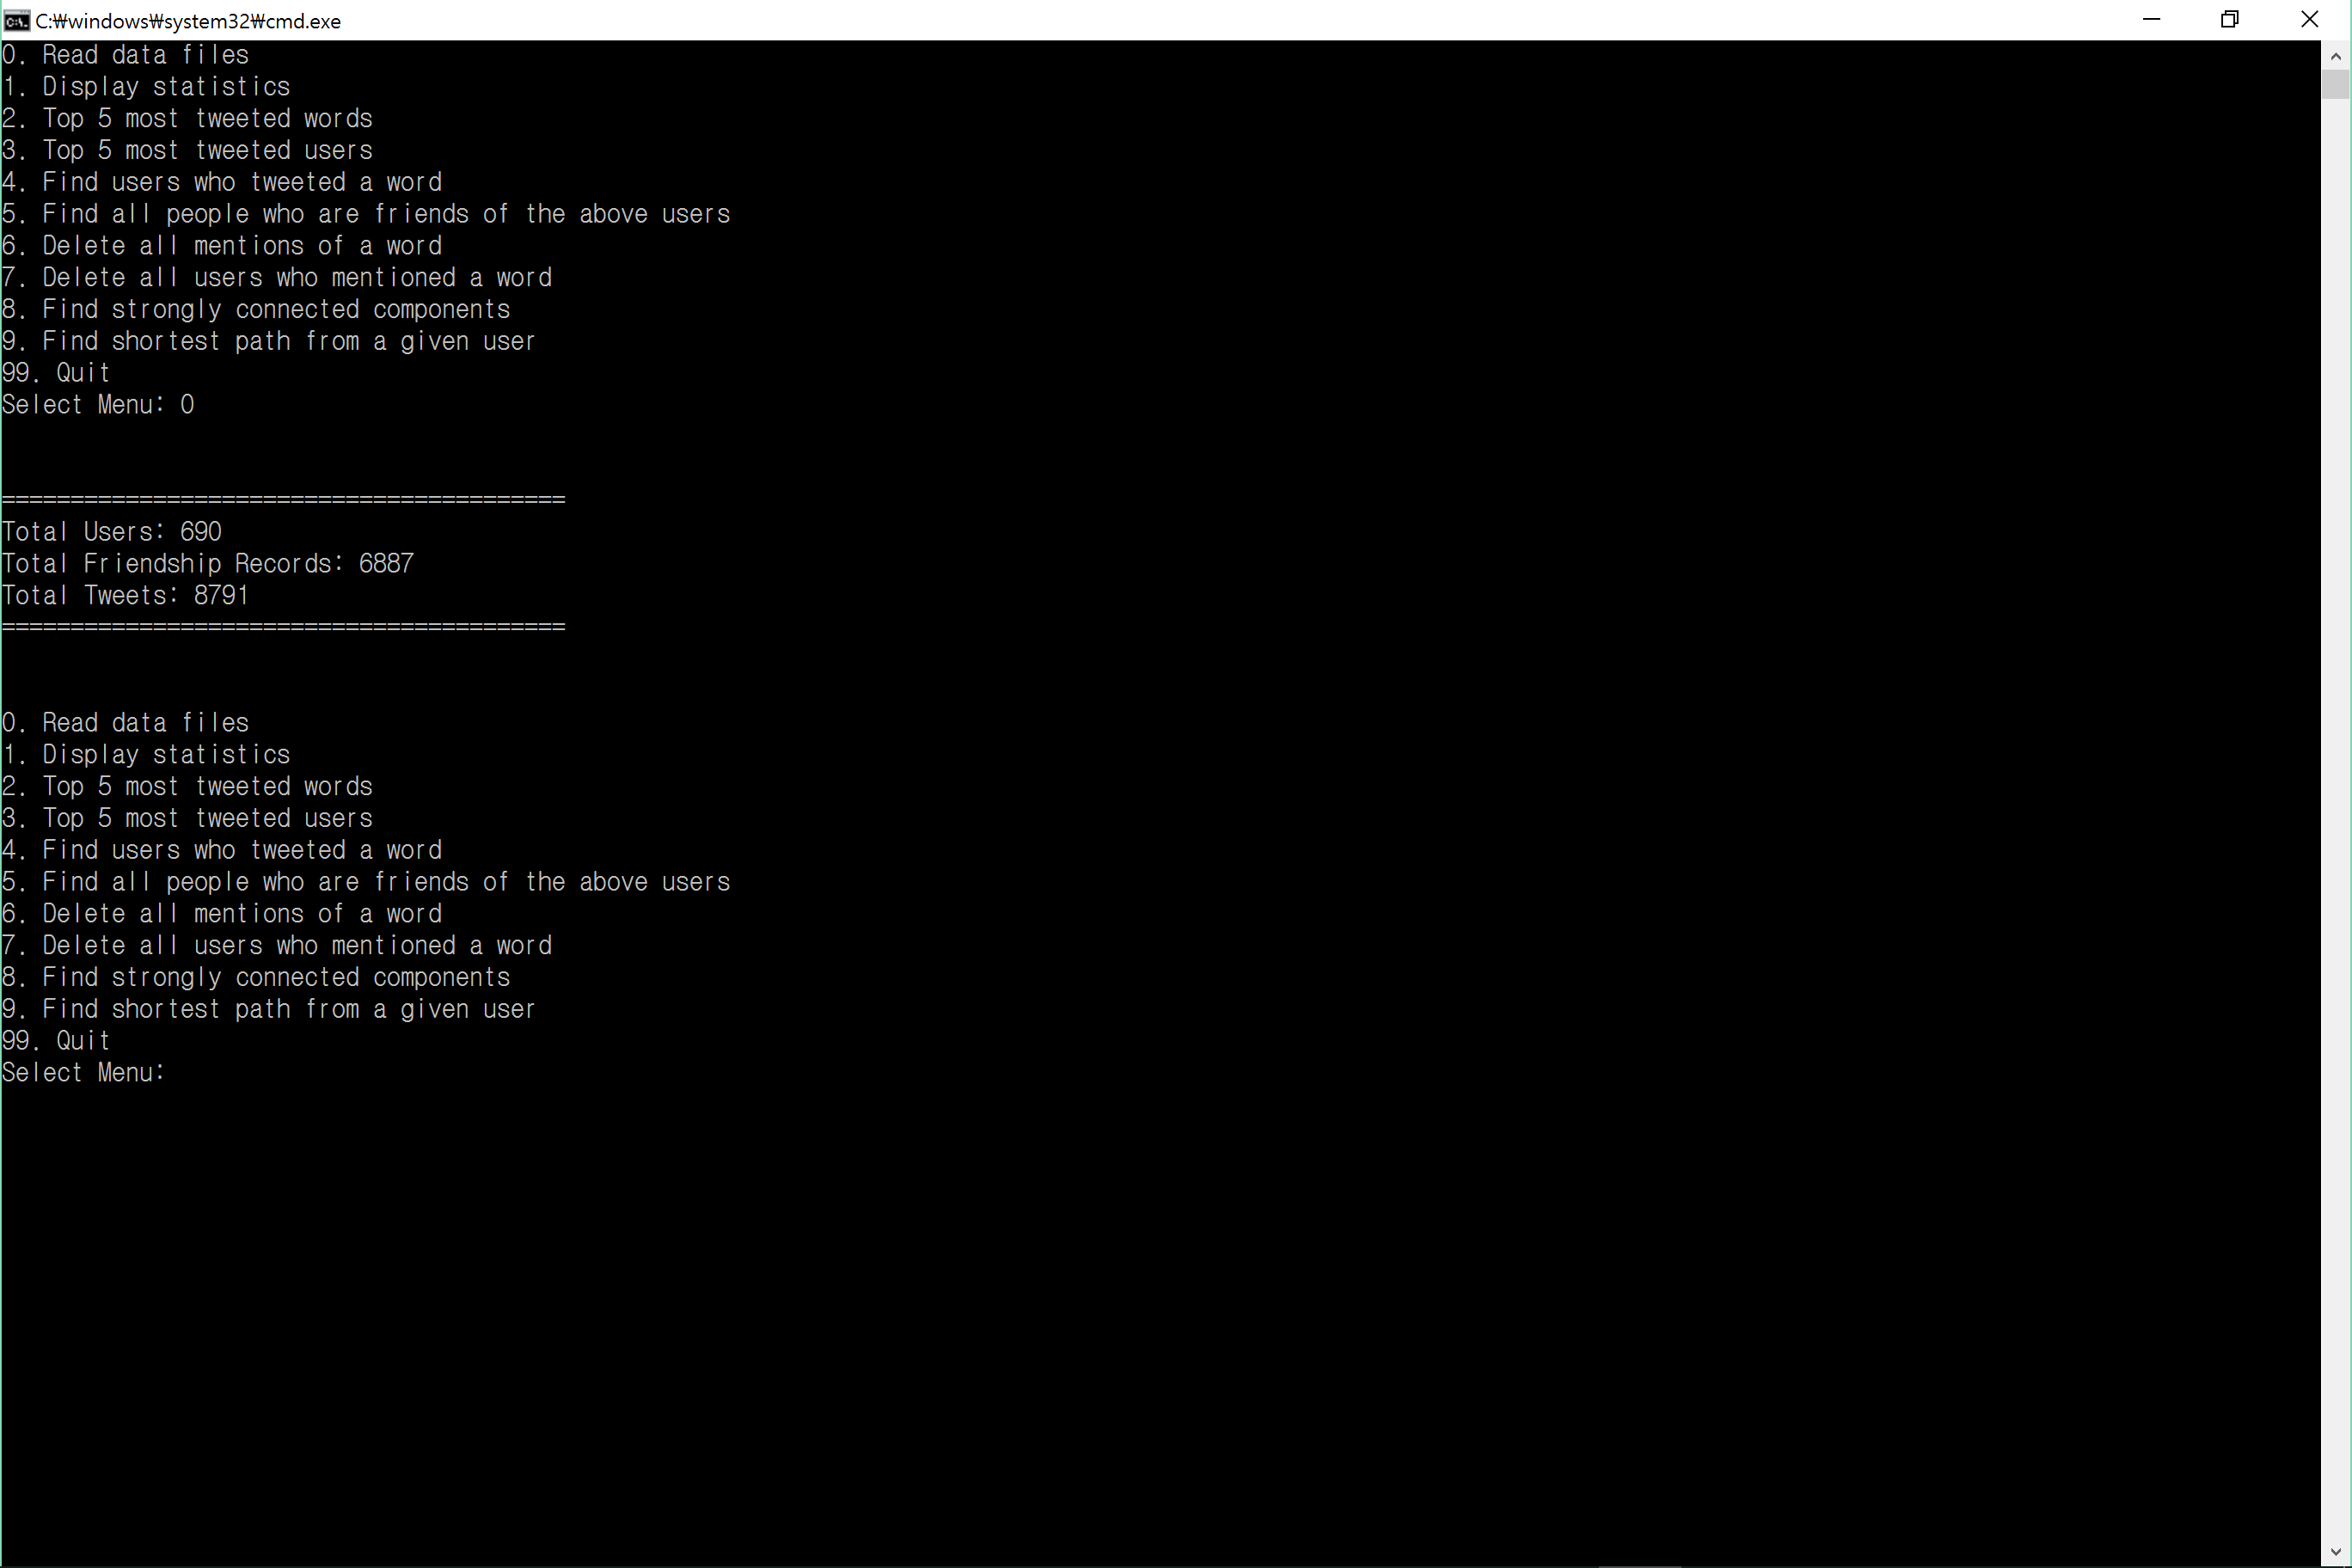 C:₩windows₩system32₩cmd.exe
0. Read data files
1. Display statistics
2. Top 5 most tweeted words
3. Top 5 most tweeted users
4. Find users who tweeted a word
5. Find all people who are friends of the above users
6. Delete all mentions of a word
7. Delete all users who mentioned a word
8. Find strongly connected components
9. Find shortest path from a given user
99. Quit
Select Menu: 0
=========================================
Total Users: 690
Total Friendship Records: 6887
Total Tweets: 8791
=========================================
0. Read data files
1. Display statistics
2. Top 5 most tweeted words
3. Top 5 most tweeted users
4. Find users who tweeted a word
5. Find all people who are friends of the above users
6. Delete all mentions of a word
7. Delete all users who mentioned a word
8. Find strongly connected components
9. Find shortest path from a given user
99. Quit
Select Menu: